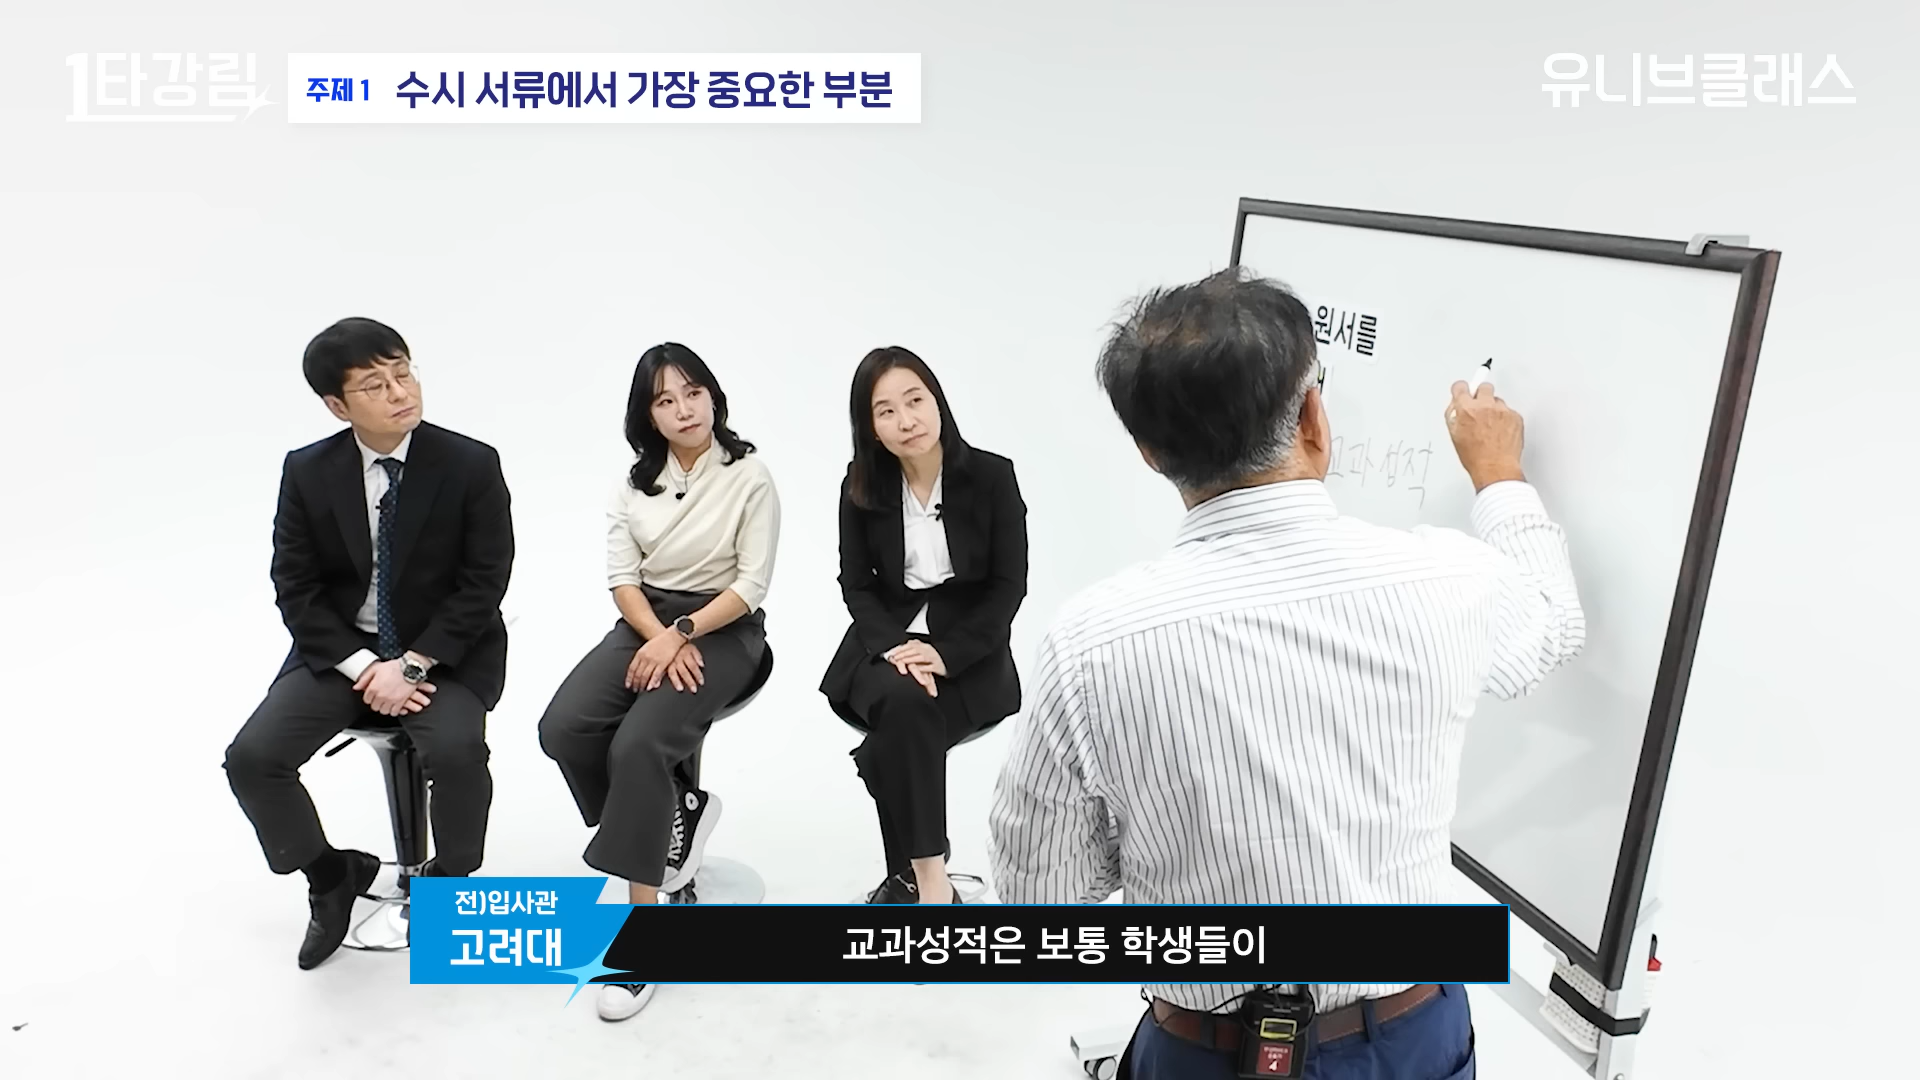 1타강림
주제 1 수시 서류에서 가장 중요한 부분
유니브클래스
원서를
교과성적
전)입사관
고려대
교과성적은 보통 학생들이
4